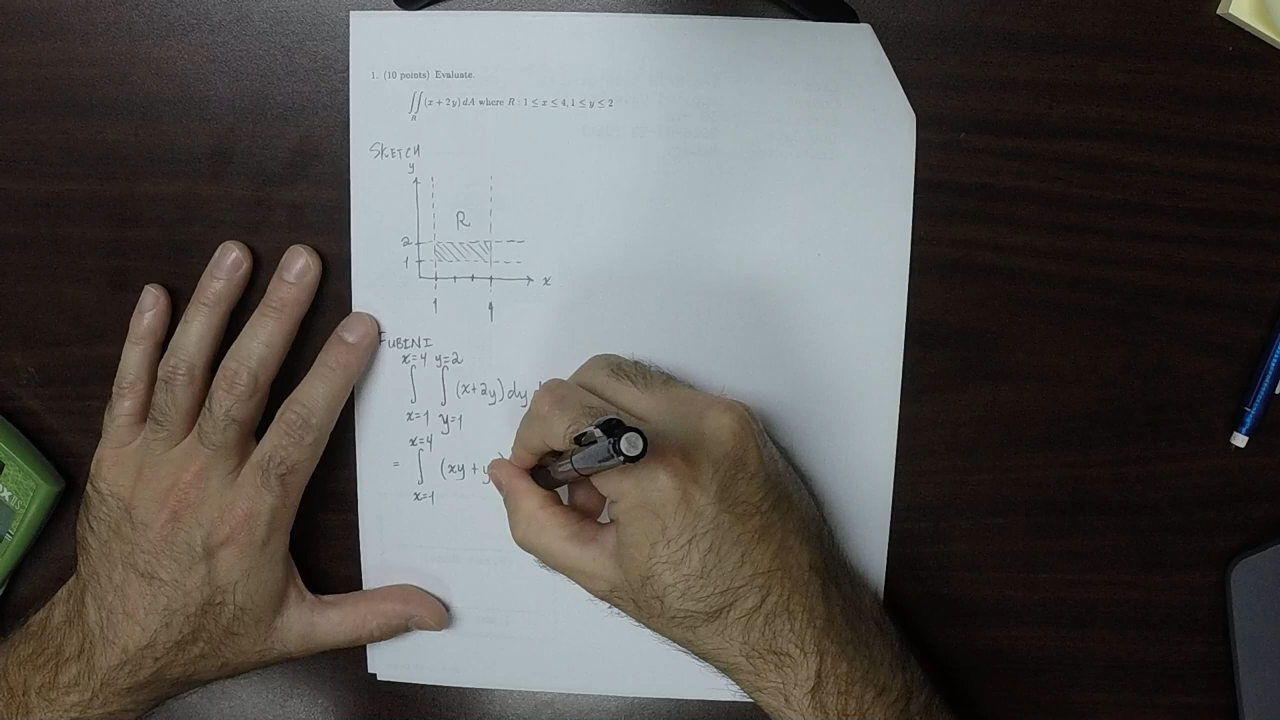 1. (10 points) Evaluate.
∬ (x + 2y) dA where R : 1 ≤ x ≤ 4, 1 ≤ y ≤ 2
R
SKETCH
y
R
2
1
x
1 4
FUBINI
x=4 y=2
∫ ∫ (x+2y) dy
x=1 y=1
x=4
= ∫ (xy + y
x=1